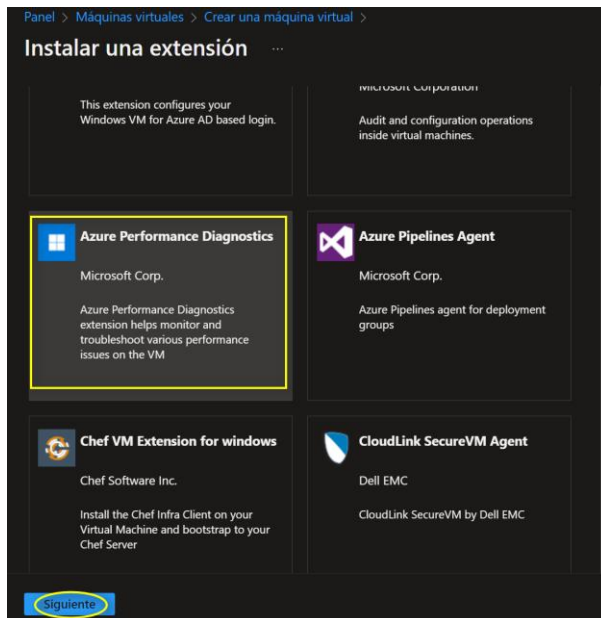 Panel > Máquinas virtuales > Crear una máquina virtual >
Instalar una extensión ...
This extension configures your
Windows VM for Azure AD based login.
Microsoft Corporation
Audit and configuration operations
inside virtual machines.
Azure Performance Diagnostics
Microsoft Corp.
Azure Performance Diagnostics
extension helps monitor and
troubleshoot various performance
issues on the VM
Azure Pipelines Agent
Microsoft Corp.
Azure Pipelines agent for deployment
groups
Chef VM Extension for windows
Chef Software Inc.
Install the Chef Infra Client on your
Virtual Machine and bootstrap to your
Chef Server
CloudLink SecureVM Agent
Dell EMC
CloudLink SecureVM by Dell EMC
Siguiente